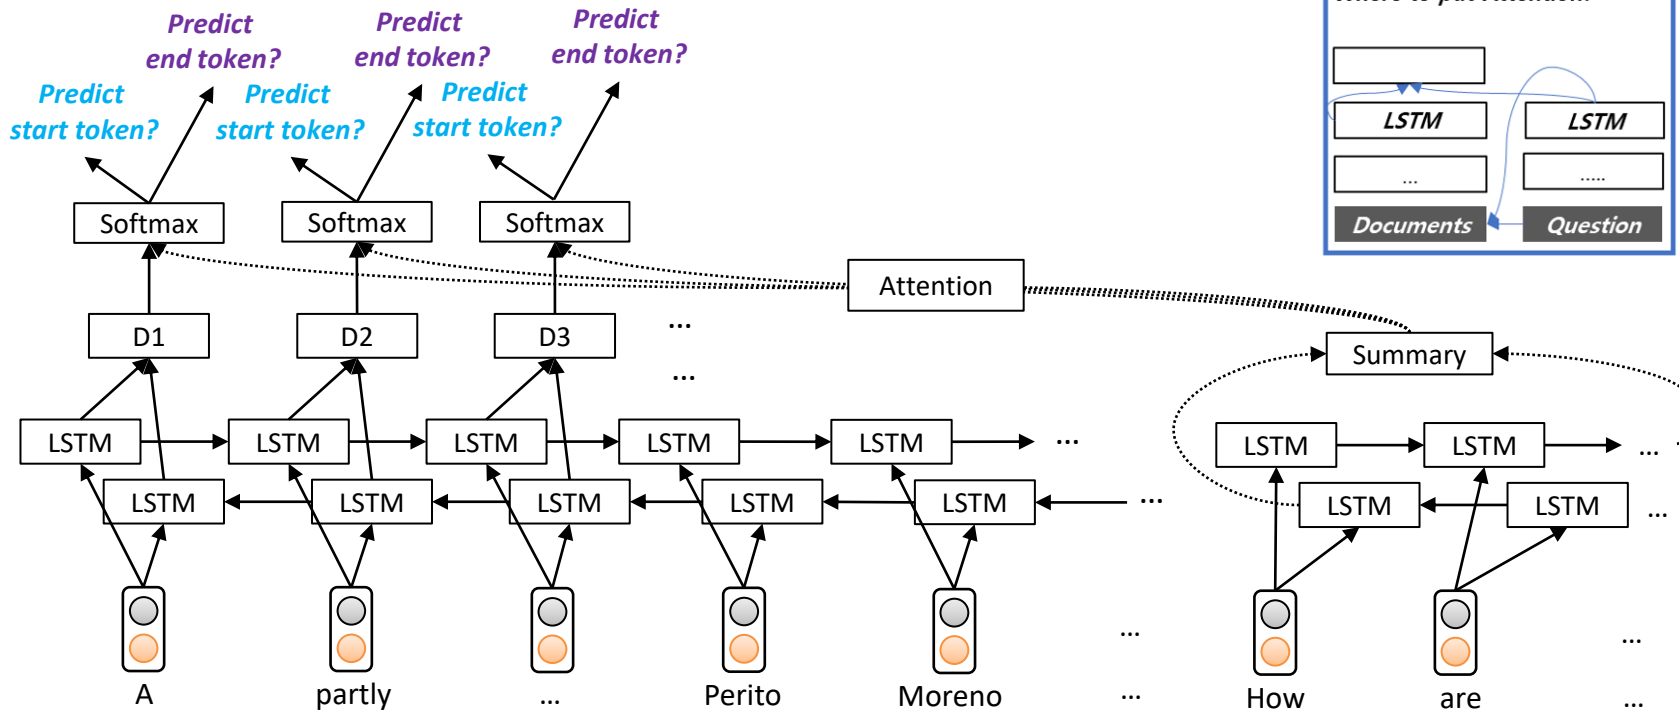 Predict
end token?
Predict
end token?
Predict
end token?
Predict
start token?
Predict
start token?
Predict
start token?
Softmax
Softmax
Softmax
Attention
D1
D2
D3
...
...
Summary
LSTM
LSTM
LSTM
LSTM
LSTM
...
LSTM
LSTM
...
LSTM
LSTM
LSTM
LSTM
LSTM
...
LSTM
LSTM
...
...
...
A
partly
...
Perito
Moreno
...
How
are
...
LSTM
LSTM
...
.....
Documents
Question